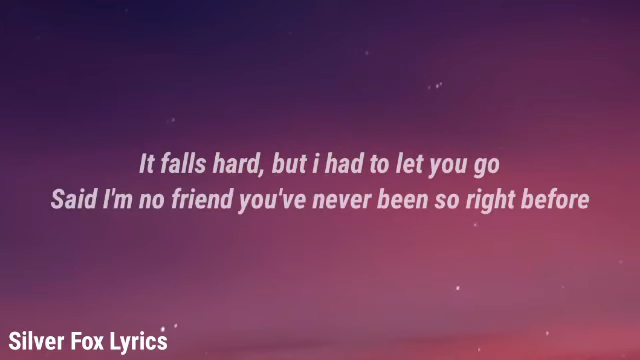 It falls hard, but i had to let you go
Said I'm no friend you've never been so right before
Silver Fox Lyrics